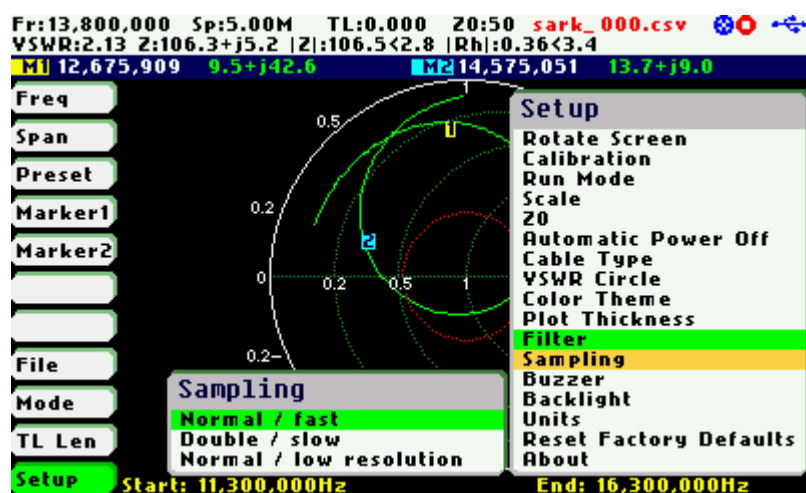 Fr:13,800,000 Sp:5.00M TL:0.000 Z0:50 sark_000.csv
VSWR:2.13 Z:106.3+j5.2 |Z|:106.5<2.8 |Rh|:0.36<3.4
M1 12,675,909 9.5+j42.6 M2 14,575,051 13.7+j9.0
Freq
Span
Preset
Marker1
Marker2
File
Mode
TL Len
Setup
1
0.5
1
0.2
2
0
0.2
0.5
1
0.2
Setup
Rotate Screen
Calibration
Run Mode
Scale
Z0
Automatic Power Off
Cable Type
VSWR Circle
Color Theme
Plot Thickness
Filter
Sampling
Buzzer
Backlight
Units
Reset Factory Defaults
About
Sampling
Normal / fast
Double / slow
Normal / low resolution
Start: 11,300,000Hz End: 16,300,000Hz